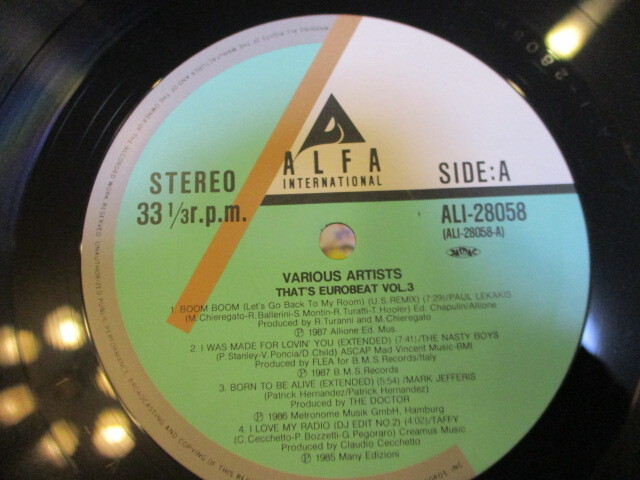 ALFA
INTERNATIONAL
STEREO
33 1/3r.p.m.
SIDE:A
ALI-28058
(ALI-28058-A)
VARIOUS ARTISTS
THAT'S EUROBEAT VOL.3
1. BOOM BOOM (Let's Go Back To My Room) (U.S.REMIX) (7:29)/PAUL LEKAKIS
(M.Chieregato-R.Ballerini-S.Montin-R.Turatti-T.Hopler) Ed. Chapulin/Allione
Produced by R.Turanni and M.Chieregato
Ⓟ 1987 Allione Ed. Mus.
2. I WAS MADE FOR LOVIN' YOU (EXTENDED) (7:41)/THE NASTY BOYS
(P.Stanley-V.Poncia/D.Child) ASCAP Mad Vincent Music-BMI
Produced by FLEA for B.M.S.Records/Italy
Ⓟ 1987 B.M.S.Records
3. BORN TO BE ALIVE (EXTENDED) (5:54)/MARK JEFFERIS
(Patrick Hernandez/Patrick Hernandez)
Produced by THE DOCTOR
Ⓟ 1986 Metronome Musik GmbH, Hamburg
4. I LOVE MY RADIO (DJ EDIT NO.2) (4:02)/TAFFY
(C.Cecchetto-P.Bozzetti-G.Pegoraro) Creamus Music
Produced by Claudio Cecchetto
Ⓟ 1985 Many Edizioni